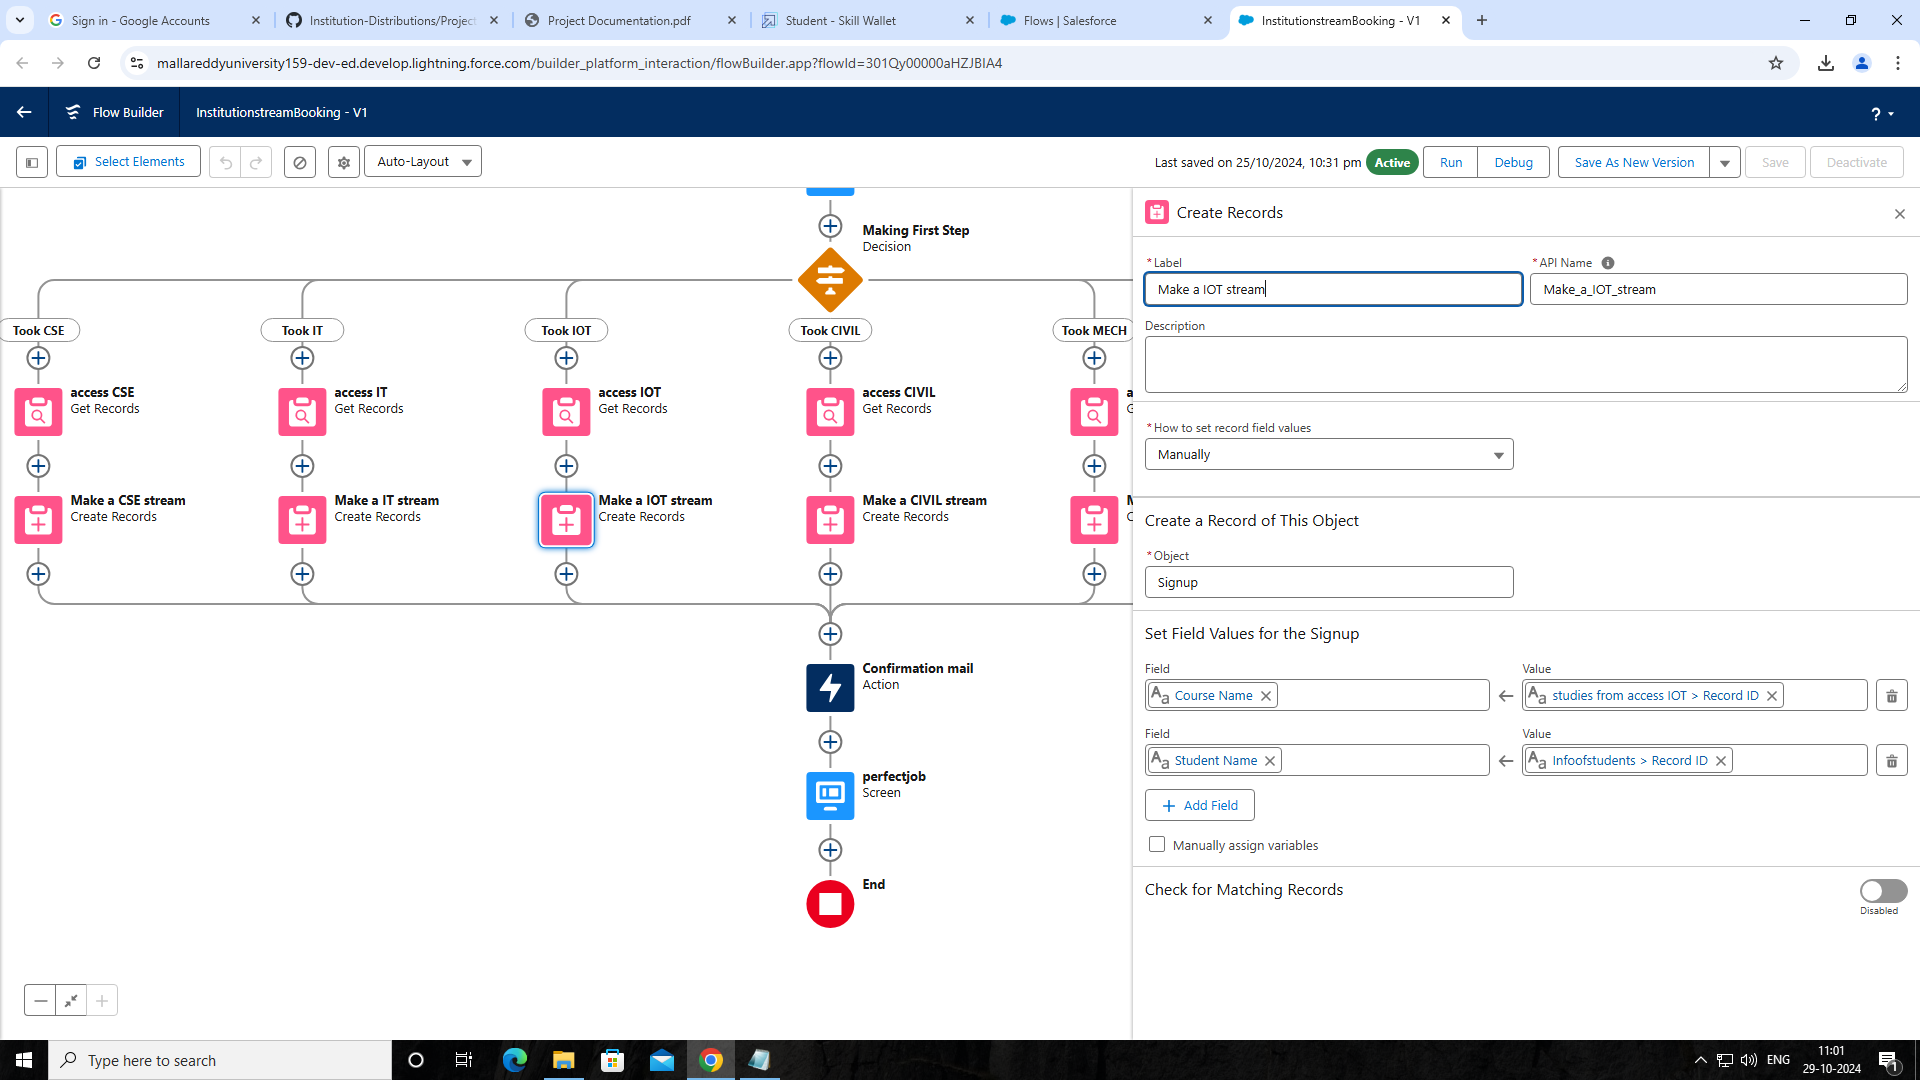 Sign in - Google Accounts
Institution-Distributions/Project
Project Documentation.pdf
Student - Skill Wallet
Flows | Salesforce
InstitutionstreamBooking - V1
mallareddyuniversity159-dev-ed.develop.lightning.force.com/builder_platform_interaction/flowBuilder.app?flowId=301Qy00000aHZJBIA4
Flow Builder
InstitutionstreamBooking - V1
?
Select Elements
Auto-Layout
Last saved on 25/10/2024, 10:31 pm
Active
Run
Debug
Save As New Version
Save
Deactivate
Making First Step
Decision
Took CSE
Took IT
Took IOT
Took CIVIL
Took MECH
access CSE
Get Records
access IT
Get Records
access IOT
Get Records
access CIVIL
Get Records
Make a CSE stream
Create Records
Make a IT stream
Create Records
Make a IOT stream
Create Records
Make a CIVIL stream
Create Records
Confirmation mail
Action
perfectjob
Screen
End
Create Records
* Label
* API Name
Make a IOT stream
Make_a_IOT_stream
Description
* How to set record field values
Manually
Create a Record of This Object
* Object
Signup
Set Field Values for the Signup
Field
Value
Aa Course Name
Aa studies from access IOT > Record ID
Field
Value
Aa Student Name
Aa Infoofstudents > Record ID
+ Add Field
Manually assign variables
Check for Matching Records
Disabled
Type here to search
ENG
11:01
29-10-2024
1